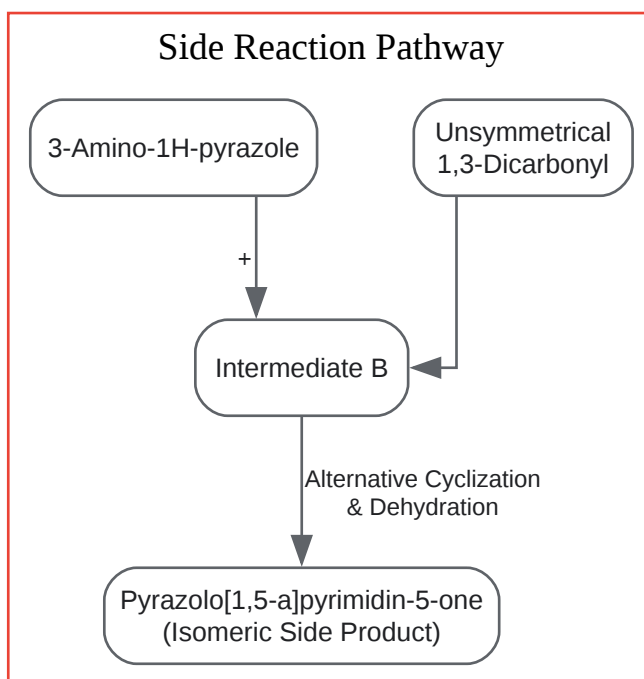 Side Reaction Pathway
3-Amino-1H-pyrazole
Unsymmetrical
1,3-Dicarbonyl
+
Intermediate B
Alternative Cyclization
& Dehydration
Pyrazolo[1,5-a]pyrimidin-5-one
(Isomeric Side Product)